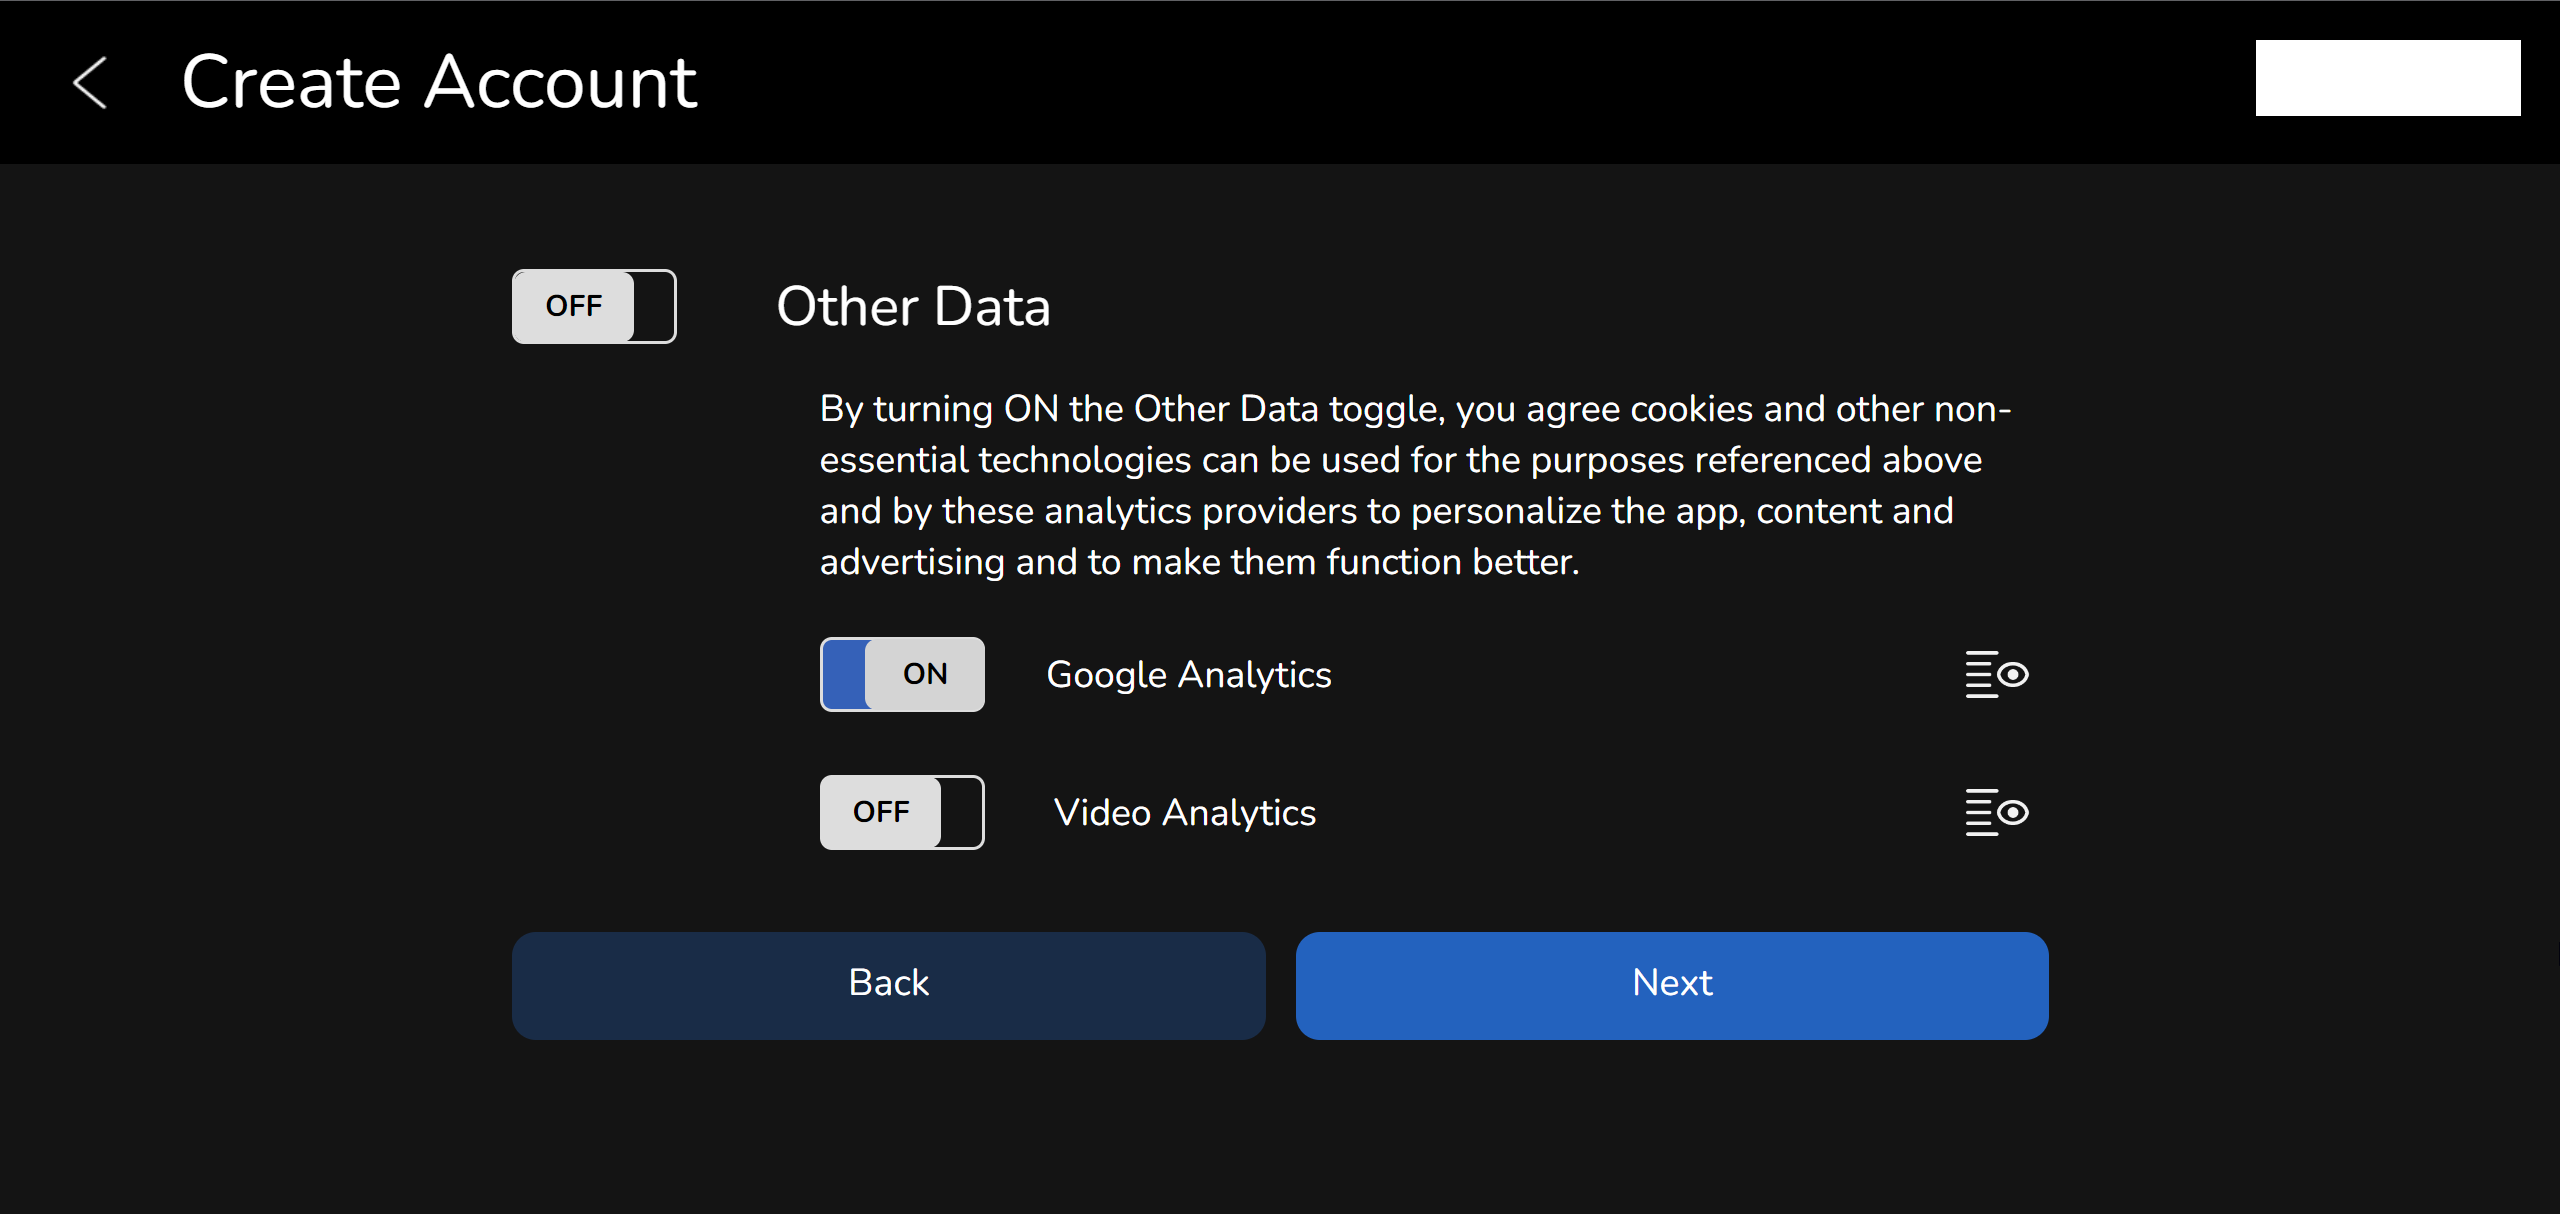 Create Account
OFF
Other Data
By turning ON the Other Data toggle, you agree cookies and other non-
essential technologies can be used for the purposes referenced above
and by these analytics providers to personalize the app, content and
advertising and to make them function better.
ON
Google Analytics
OFF
Video Analytics
Back
Next